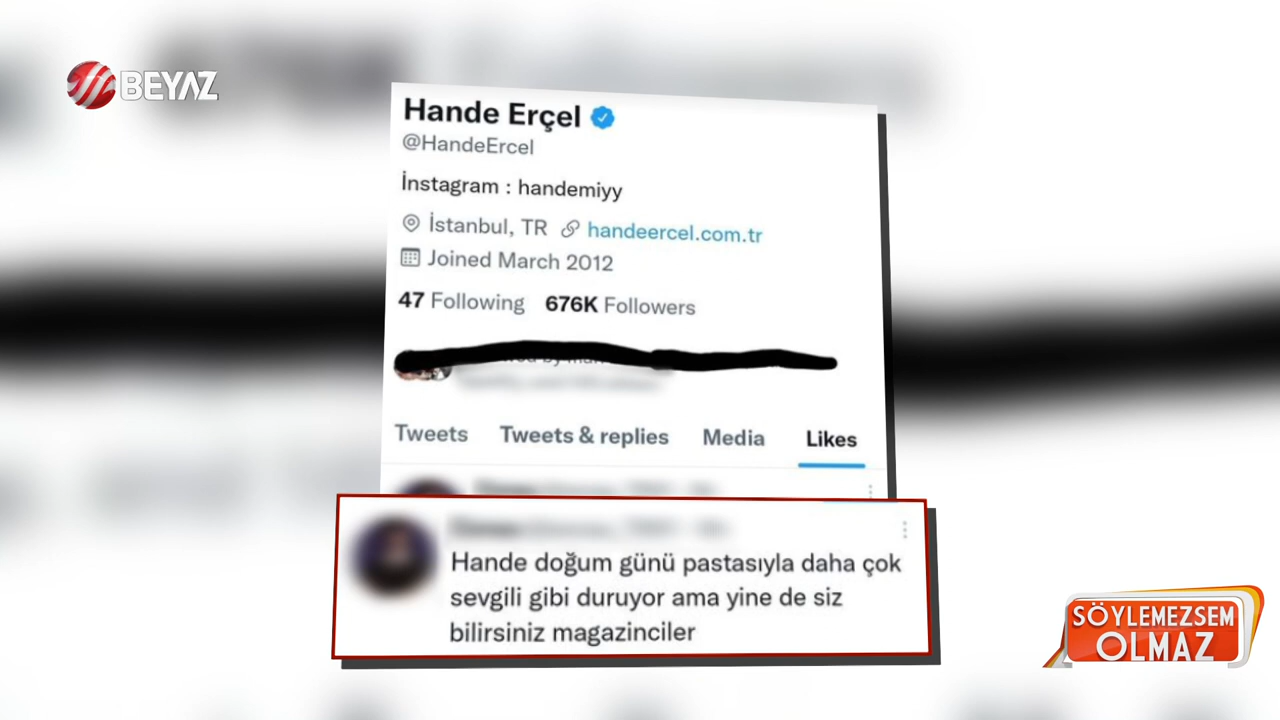 BEYAZ
Hande Erçel
@HandeErcel
İnstagram : handemiyy
İstanbul, TR handeercel.com.tr
Joined March 2012
47 Following 676K Followers
Tweets Tweets & replies Media Likes
Hande doğum günü pastasıyla daha çok
sevgili gibi duruyor ama yine de siz
bilirsiniz magazinciler
SÖYLEMEZSEM
OLMAZ